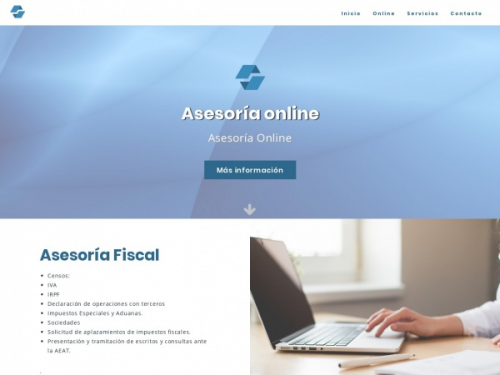 Inicio Online Servicios Contacto
Asesoría online
Asesoría Online
Más información
Asesoría Fiscal
Censos:
IVA
IRPF
Declaración de operaciones con terceros
Impuestos Especiales y Aduanas.
Sociedades
Solicitud de aplacamientos de impuestos fiscales.
Presentación y tramitación de escritos y consultas ante
la AEAT.